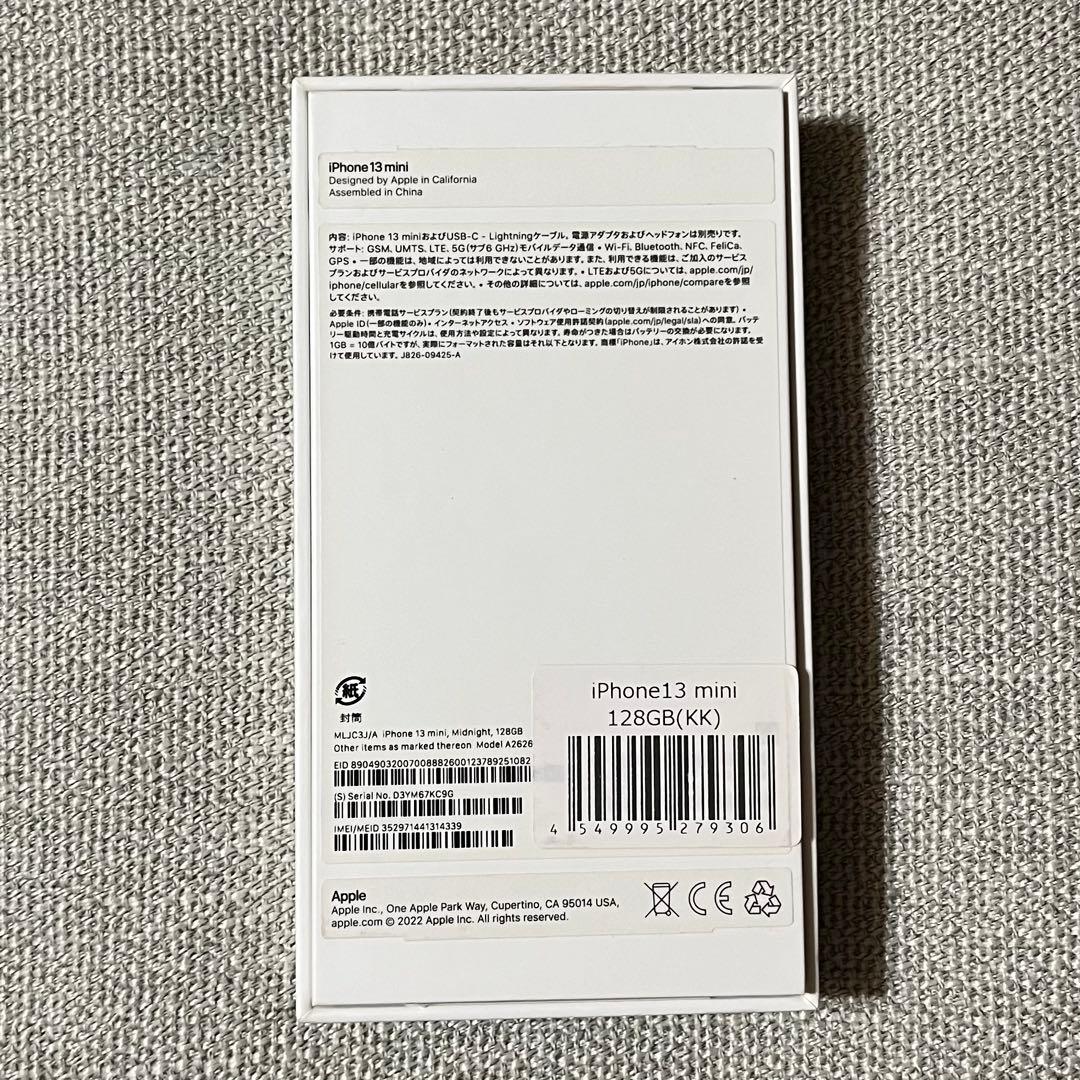 iPhone 13 mini
Designed by Apple in California
Assembled in China
内容: iPhone 13 miniおよびUSB-C - Lightningケーブル。電源アダプタおよびヘッドフォンは別売りです。
サポート: GSM, UMTS, LTE, 5G(サブ6 GHz)モバイルデータ通信 • Wi-Fi, Bluetooth, NFC, FeliCa,
GPS • 一部の機能は、地域によっては利用できないことがあります。また、利用できる機能は、ご加入のサービス
プランおよびサービスプロバイダのネットワークによって異なります。• LTEおよび5Gについては、apple.com/jp/
iphone/cellularを参照してください。• その他の詳細については、apple.com/jp/iphone/compareを参照
してください。
必要条件: 携帯電話サービスプラン(契約終了後もサービスプロバイダやローミングの切り替えが制限されることがあります) •
Apple ID(一部の機能のみ) • インターネットアクセス • ソフトウェア使用許諾契約(apple.com/jp/legal/sla)への同意。バッテ
リー駆動時間と充電サイクルは、使用方法や設定によって異なります。寿命がつきた場合はバッテリーの交換が必要になります。
1GB = 10億バイトですが、実際にフォーマットされた容量はそれ以下となります。商標「iPhone」は、アイホン株式会社の許諾を受
けて使用しています。J826-09425-A
紙
封筒
MLJC3J/A iPhone 13 mini, Midnight, 128GB
Other items as marked thereon Model A2626
EID 89049032007008882600123789251082
(S) Serial No. D3YM67KC9G
IMEI/MEID 352971441314339
iPhone13 mini
128GB(KK)
4 549995 279306
Apple
Apple Inc., One Apple Park Way, Cupertino, CA 95014 USA,
apple.com © 2022 Apple Inc. All rights reserved.
CE